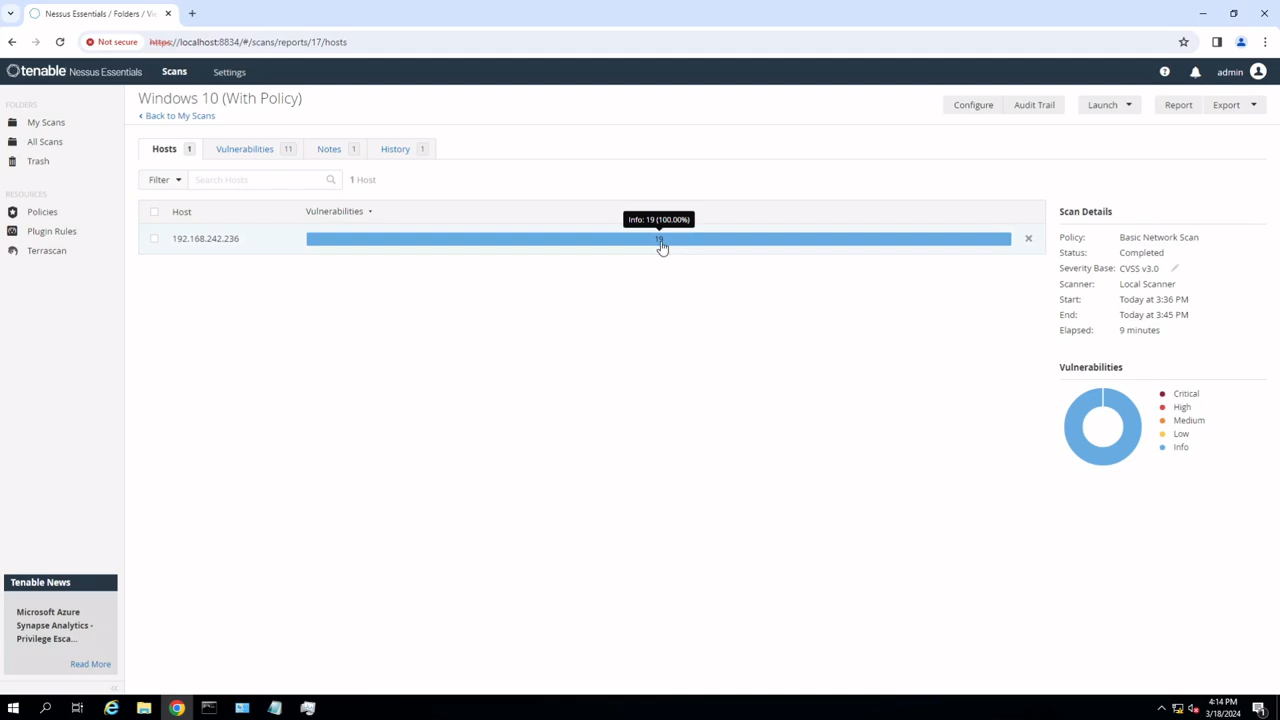 Nessus Essentials / Folders / Vie
Not secure
https://localhost:8834/#/scans/reports/17/hosts
tenable Nessus Essentials
Scans
Settings
admin
FOLDERS
My Scans
All Scans
Trash
RESOURCES
Policies
Plugin Rules
Terrascan
Windows 10 (With Policy)
Back to My Scans
Configure
Audit Trail
Launch
Report
Export
Hosts 1
Vulnerabilities 11
Notes 1
History 1
Filter
Search Hosts
1 Host
Host
Vulnerabilities
Info: 19 (100.00%)
192.168.242.236
19
Scan Details
Policy: Basic Network Scan
Status: Completed
Severity Base: CVSS v3.0
Scanner: Local Scanner
Start: Today at 3:36 PM
End: Today at 3:45 PM
Elapsed: 9 minutes
Vulnerabilities
Critical
High
Medium
Low
Info
Tenable News
Microsoft Azure
Synapse Analytics -
Privilege Esca...
Read More
4:14 PM
3/18/2024
1